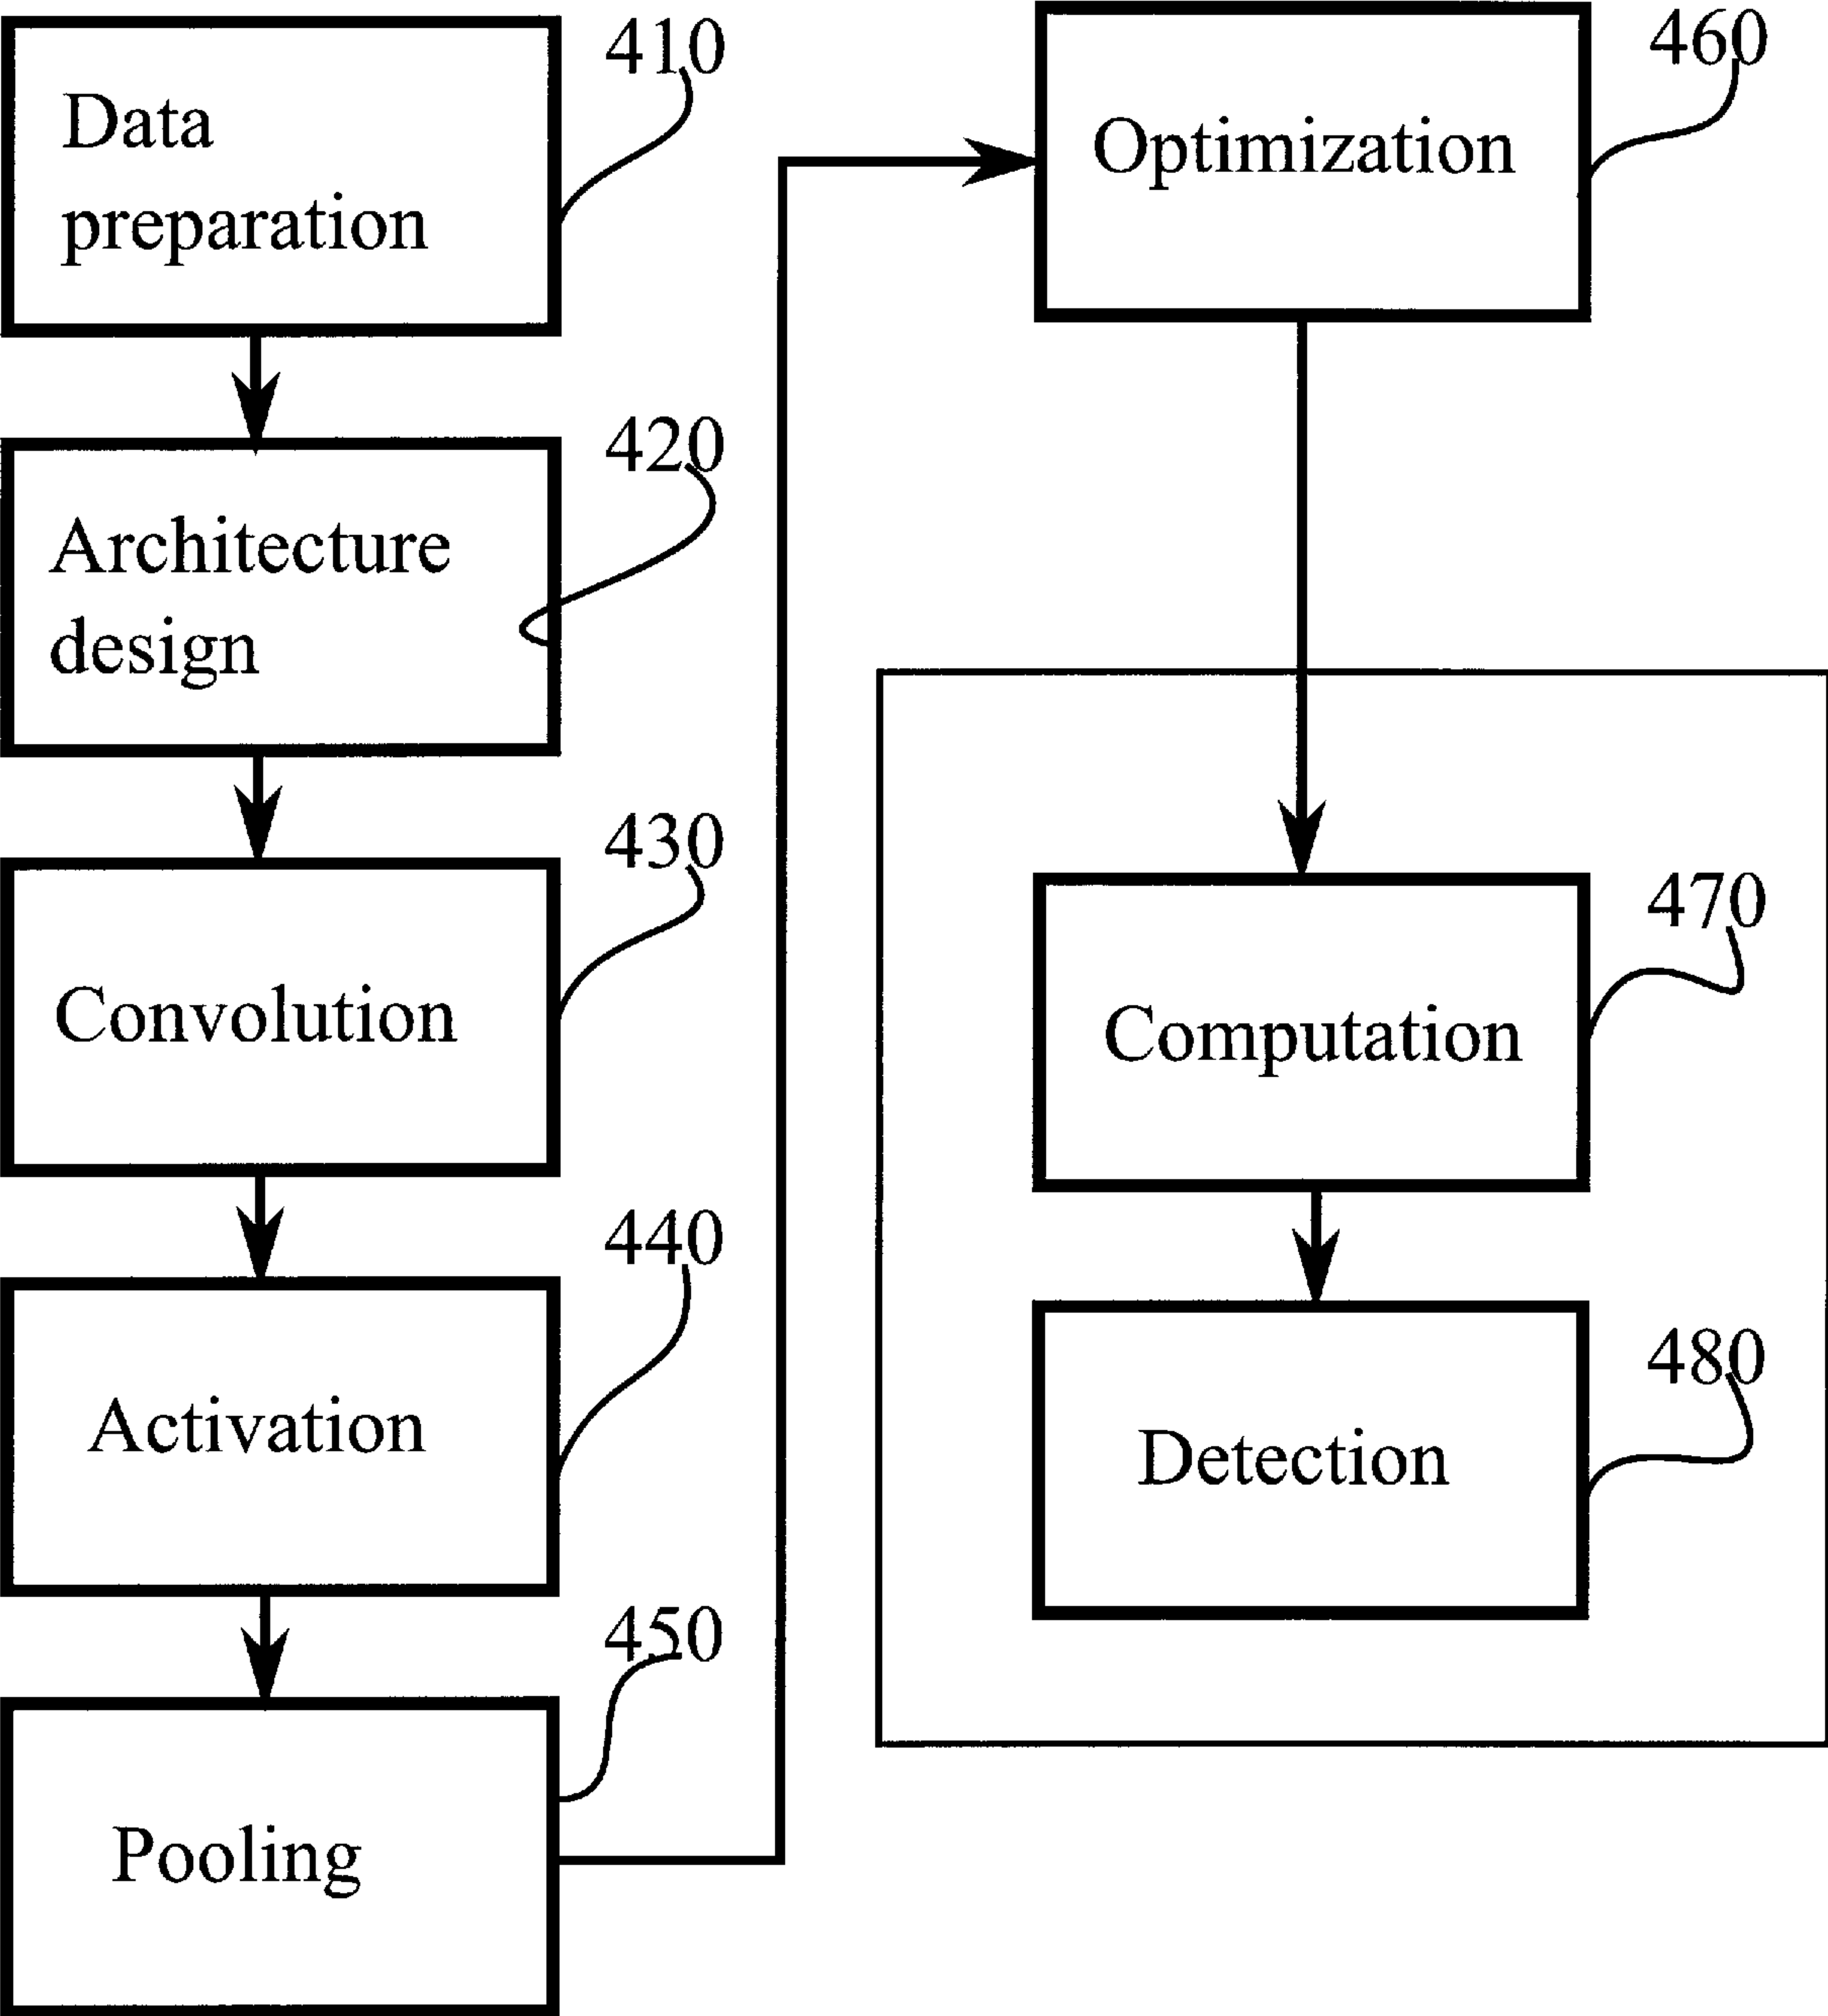 410
Data
preparation
420
Architecture
design
430
Convolution
440
Activation
450
Pooling
460
Optimization
470
Computation
480
Detection